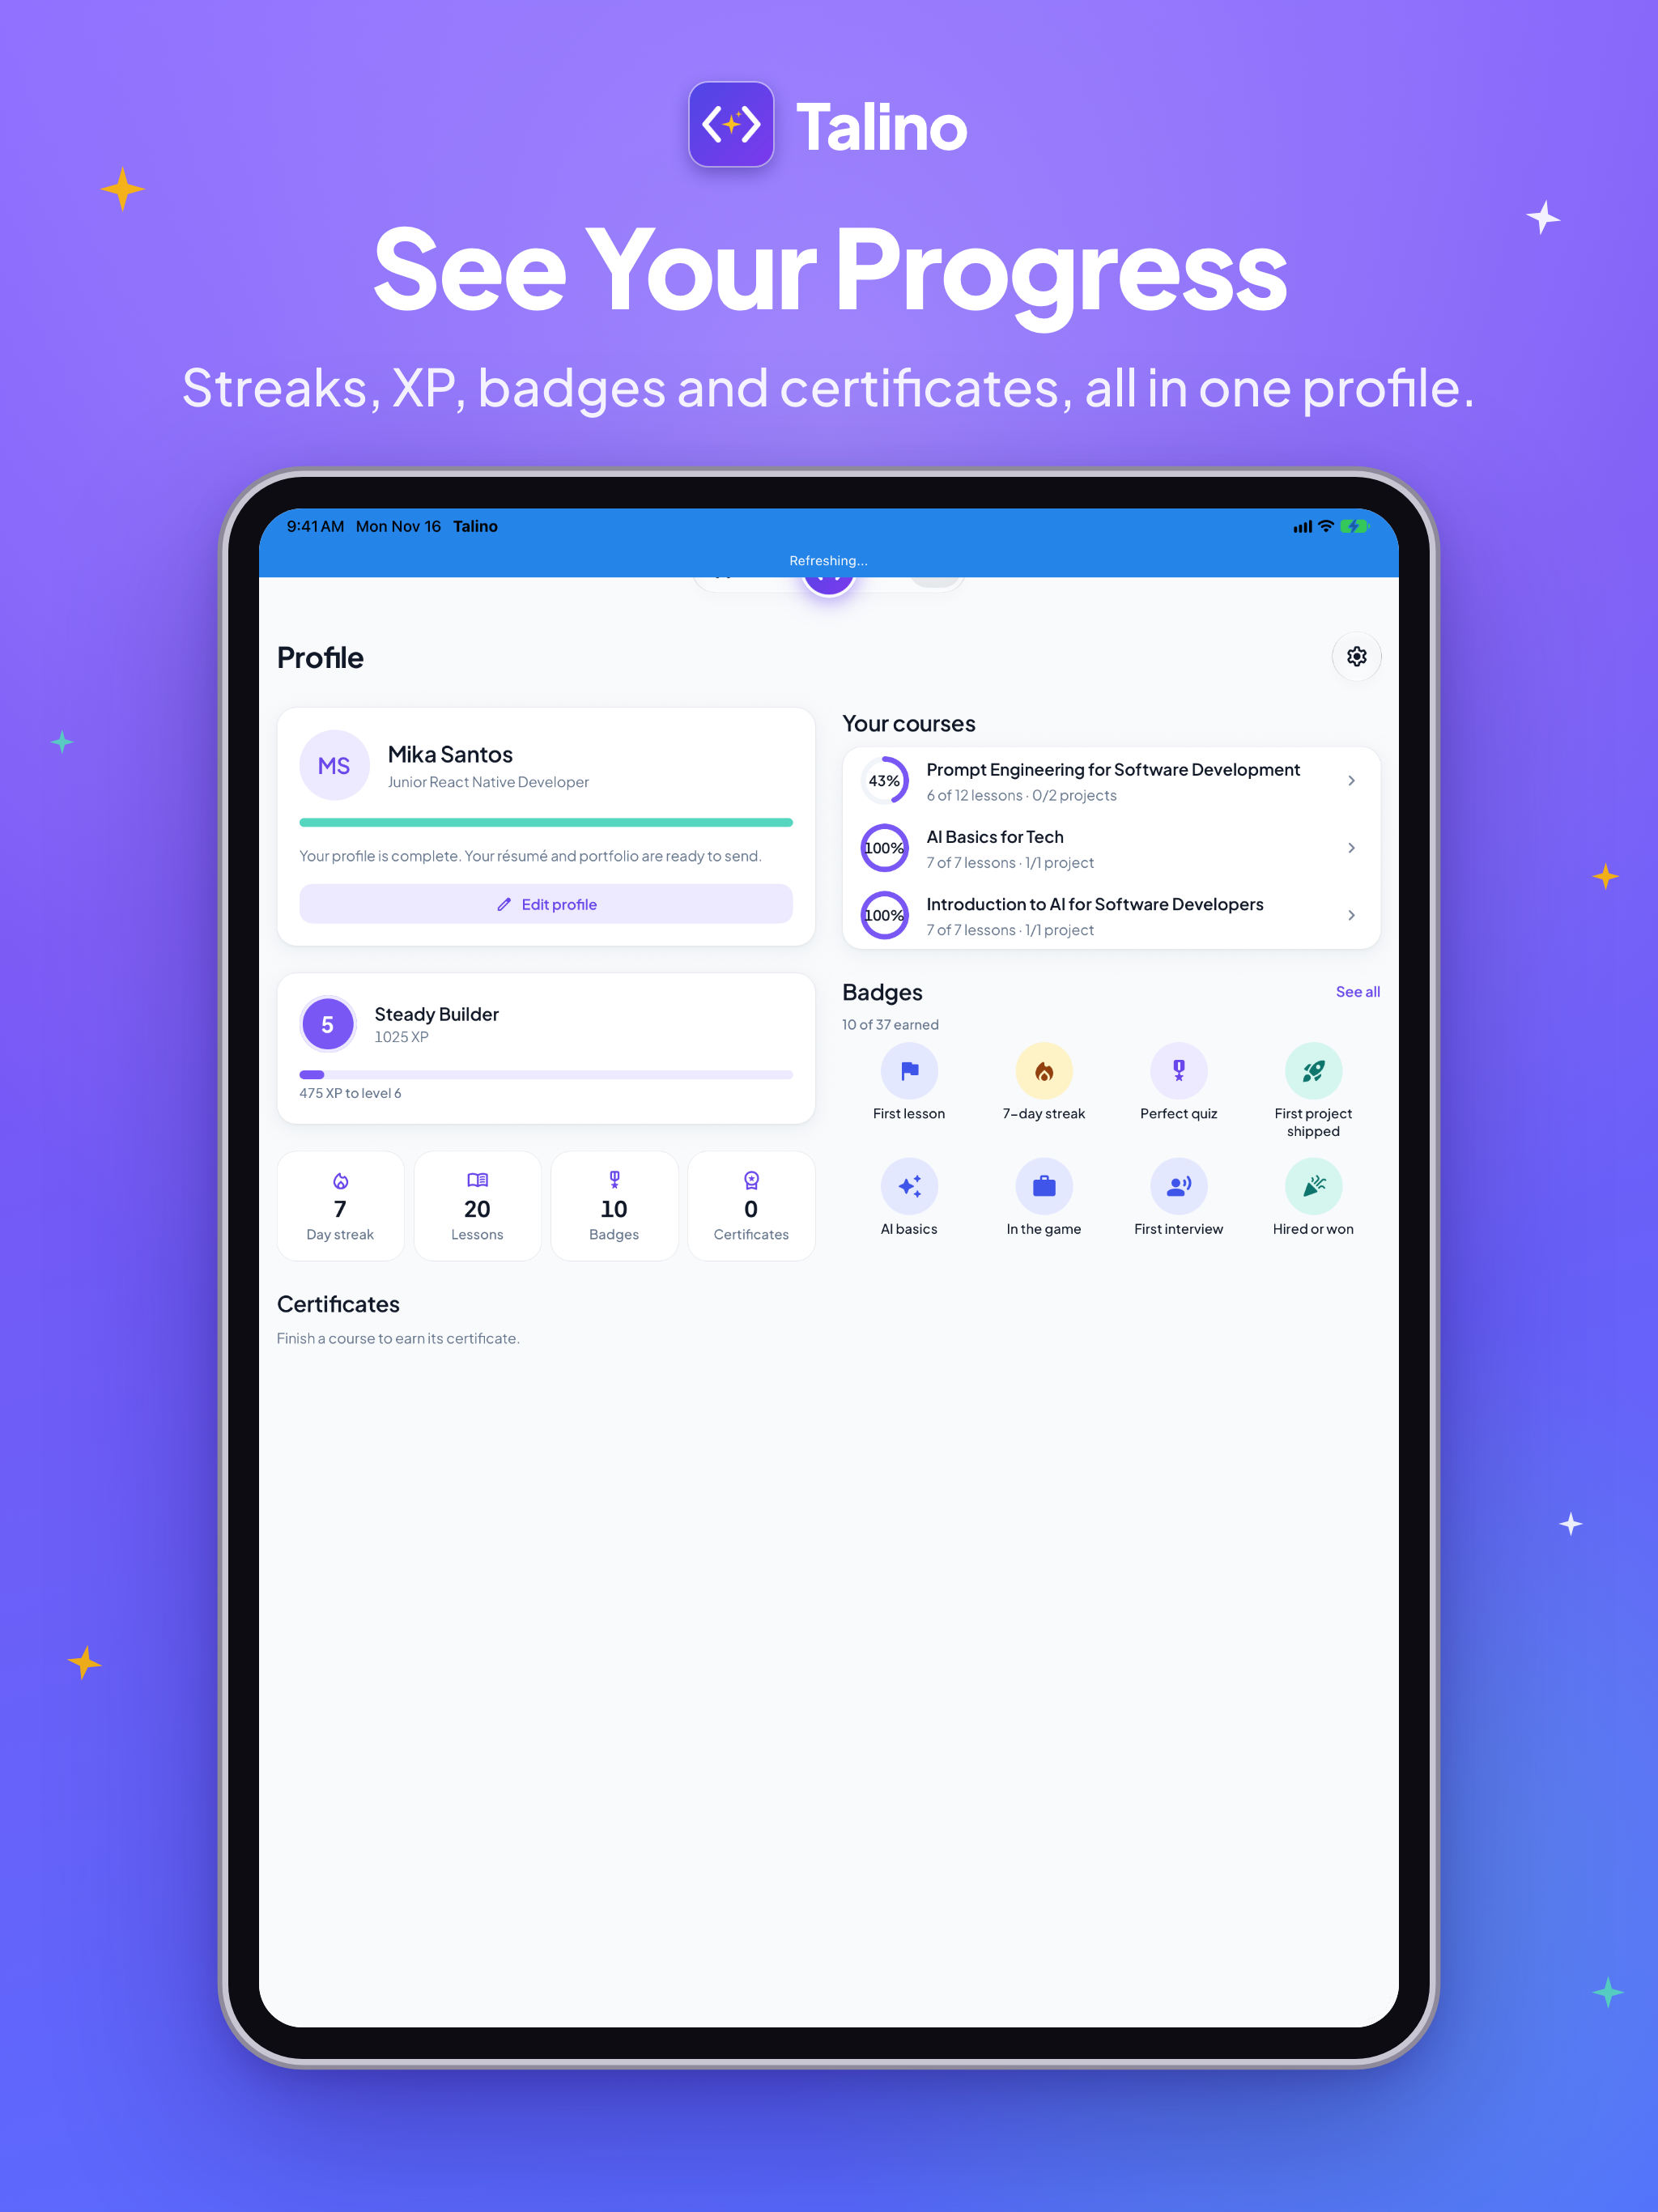 Talino
See Your Progress
Streaks, XP, badges and certificates, all in one profile.
9:41 AM Mon Nov 16 Talino
Refreshing...
Profile
MS
Mika Santos
Junior React Native Developer
Your profile is complete. Your résumé and portfolio are ready to send.
Edit profile
5
Steady Builder
1025 XP
475 XP to level 6
7
Day streak
20
Lessons
10
Badges
0
Certificates
Certificates
Finish a course to earn its certificate.
Your courses
43%
Prompt Engineering for Software Development
6 of 12 lessons · 0/2 projects
100%
AI Basics for Tech
7 of 7 lessons · 1/1 project
100%
Introduction to AI for Software Developers
7 of 7 lessons · 1/1 project
Badges
See all
10 of 37 earned
First lesson
7-day streak
Perfect quiz
First project
shipped
AI basics
In the game
First interview
Hired or won